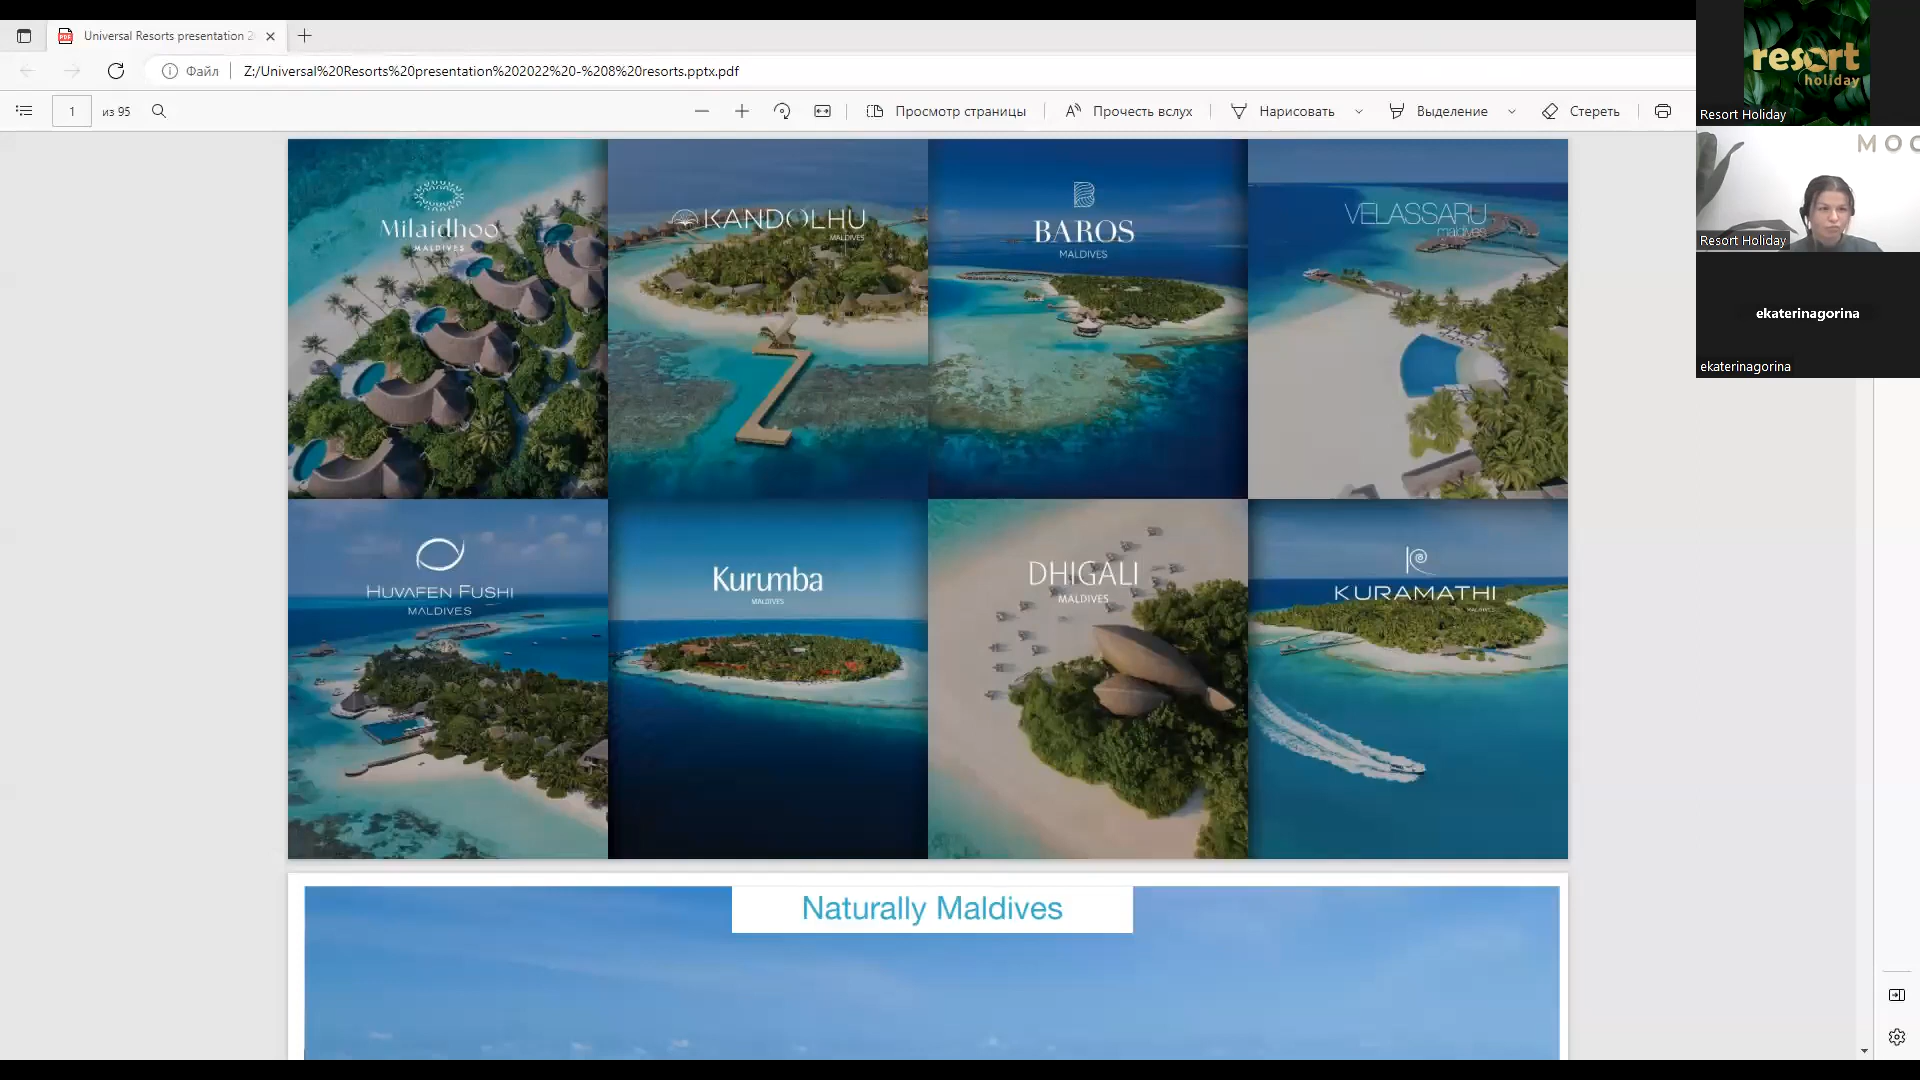 Universal Resorts presentation 2
Файл
Z:/Universal%20Resorts%20presentation%202022%20-%208%20resorts.pptx.pdf
1
из 95
Просмотр страницы
Прочесть вслух
Нарисовать
Выделение
Стереть
resort
holiday
Resort Holiday
MOO
Resort Holiday
ekaterinagorina
ekaterinagorina
Milaidhoo
MALDIVES
KANDOLHU
MALDIVES
BAROS
MALDIVES
VELASSARU
maldives
HUVAFEN FUSHI
MALDIVES
Kurumba
MALDIVES
DHIGALI
MALDIVES
KURAMATHI
MALDIVES
Naturally Maldives